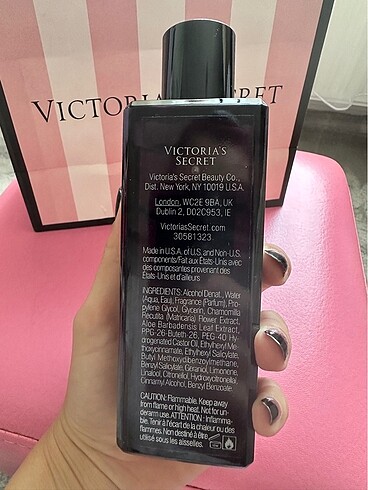 VICTORIA'S SECRET
VICTORIA'S
SECRET
Victoria's Secret Beauty Co.,
Dist. New York, NY 10019 U.S.A.
London, WC2E 9BA, UK
Dublin 2, D02C953, IE
VictoriasSecret.com
30581323
Made in U.S.A. of U.S. and Non-U.S.
components/Fait aux États-Unis avec
des composantes provenant des
États-Unis et d'ailleurs
INGREDIENTS: Alcohol Denat., Water
(Aqua, Eau), Fragrance (Parfum), Pro-
pylene Glycol, Glycerin, Chamomilla
Recutita (Matricaria) Flower Extract,
Aloe Barbadensis Leaf Extract,
PPG-26-Buteth-26, PEG-40 Hy-
drogenated Castor Oil, Ethylhexyl Me-
thoxycinnamate, Ethylhexyl Salicylate,
Butyl Methoxydibenzoylmethane,
Benzyl Salicylate, Geraniol, Limonene,
Linalool, Citronellol, Hydroxycitronellal,
Cinnamyl Alcohol, Benzyl Benzoate
CAUTION: Flammable. Keep away
from flame or high heat. Not for un-
derarm use. ATTENTION : Inflamma-
ble. Tenir à l'écart de la chaleur ou des
flammes. Non destiné à être
utilisé sous les aisselles.